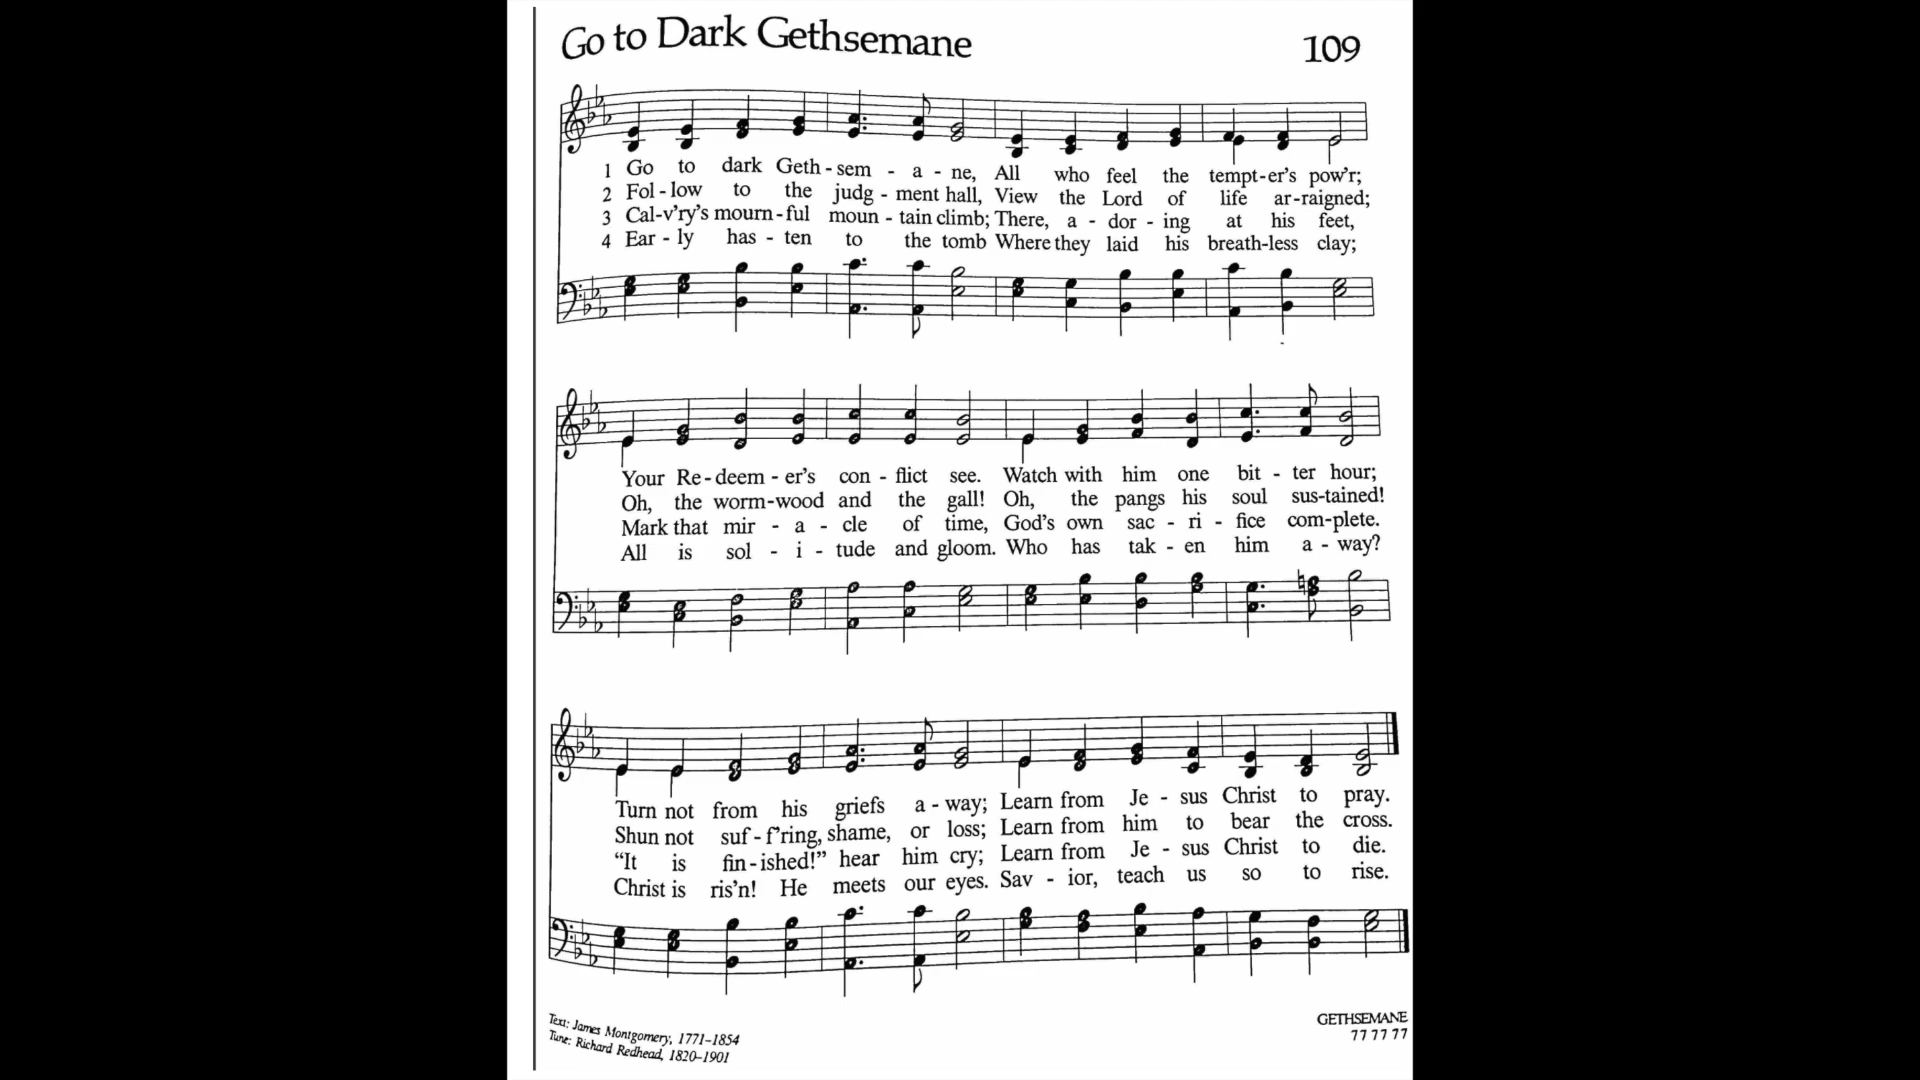 Go to Dark Gethsemane 109
1 Go to dark Geth - sem - a - ne, All who feel the tempt - er's pow'r;
2 Fol - low to the judg - ment hall, View the Lord of life ar - raigned;
3 Cal - v'ry's mourn - ful moun - tain climb; There, a - dor - ing at his feet,
4 Ear - ly has - ten to the tomb Where they laid his breath - less clay;
Your Re - deem - er's con - flict see. Watch with him one bit - ter hour;
Oh, the worm - wood and the gall! Oh, the pangs his soul sus - tained!
Mark that mir - a - cle of time, God's own sac - ri - fice com - plete.
All is sol - i - tude and gloom. Who has tak - en him a - way?
Turn not from his griefs a - way; Learn from Je - sus Christ to pray.
Shun not suf - f'ring, shame, or loss; Learn from him to bear the cross.
"It is fin - ished!" hear him cry; Learn from Je - sus Christ to die.
Christ is ris'n! He meets our eyes. Sav - ior, teach us so to rise.
Text: James Montgomery, 1771–1854
Tune: Richard Redhead, 1820–1901
GETHSEMANE
77 77 77